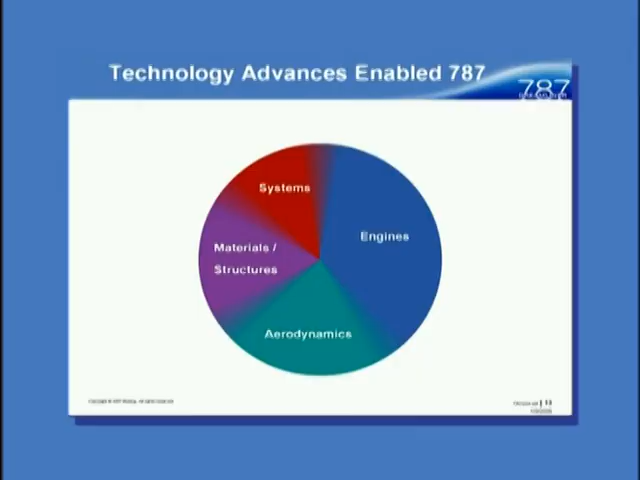 Technology Advances Enabled 787
787
Systems
Engines
Materials /
Structures
Aerodynamics